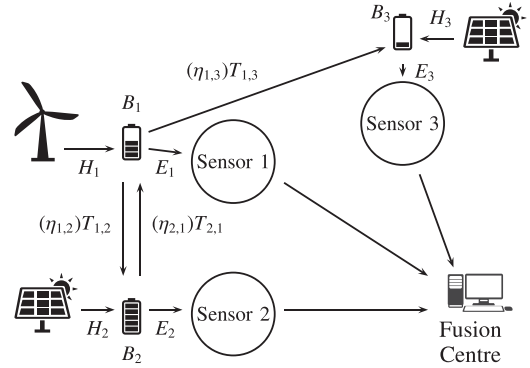 B₃
H₃
(η₁,₃)T₁,₃
E₃
B₁
Sensor 3
H₁
E₁
Sensor 1
(η₁,₂)T₁,₂
(η₂,₁)T₂,₁
H₂
E₂
Sensor 2
B₂
Fusion
Centre